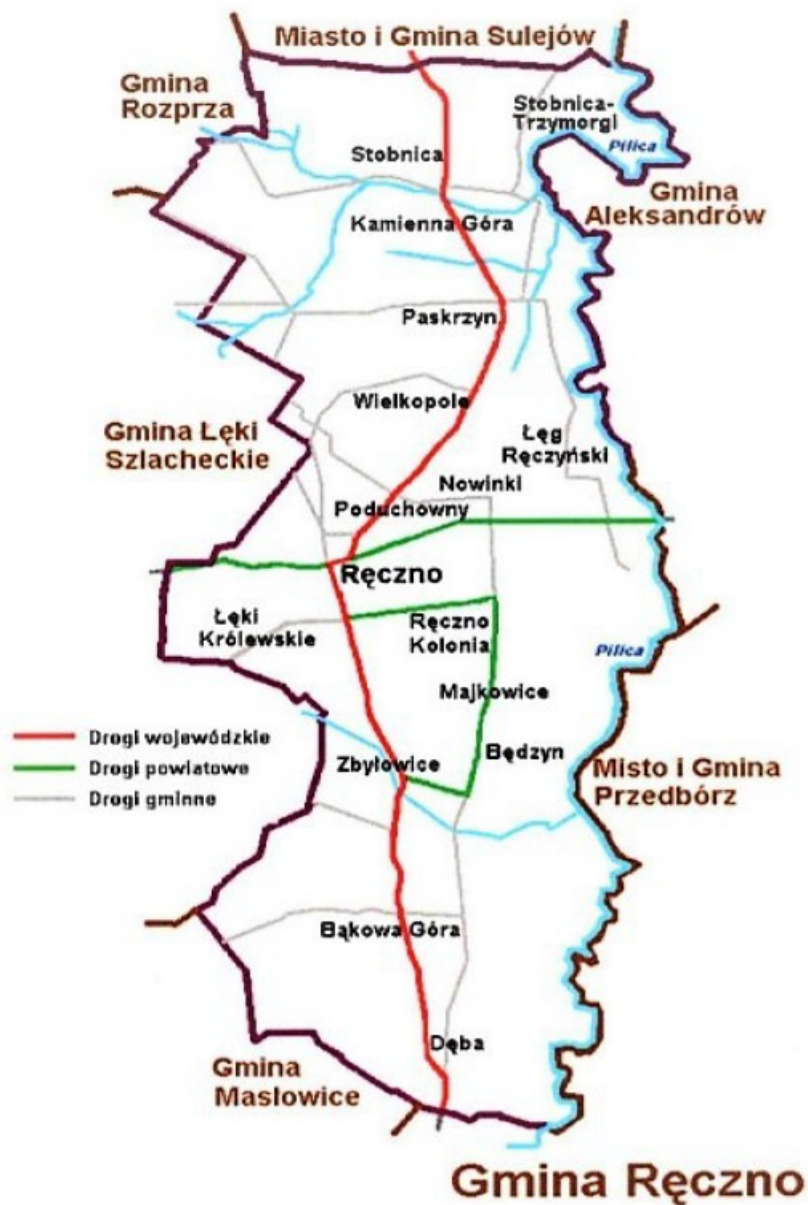 Miasto i Gmina Sulejów
Gmina
Rozprza
Stobnica-
Trzymorgi
Pilica
Stobnica
Gmina
Aleksandrów
Kamienna Góra
Paskrzyn
Wielkopole
Gmina Łęki
Szlacheckie
Łęg
Ręczyński
Nowinki
Poduchowny
Ręczno
Łęki
Królewskie
Ręczno
Kolonia
Pilica
Majkowice
Drogi wojewódzkie
Drogi powiatowe
Drogi gminne
Zbyłowice
Będzyn
Misto i Gmina
Przedbórz
Bąkowa Góra
Dęba
Gmina
Masłowice
Gmina Ręczno